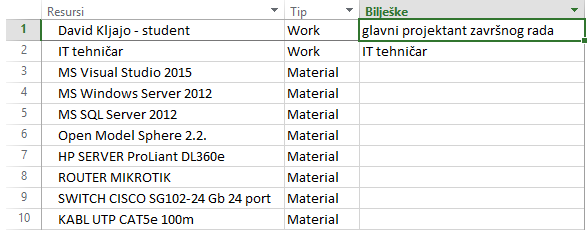 Resursi Tip Bilješke
1 David Kljajo - student Work glavni projektant završnog rada
2 IT tehničar Work IT tehničar
3 MS Visual Studio 2015 Material
4 MS Windows Server 2012 Material
5 MS SQL Server 2012 Material
6 Open Model Sphere 2.2. Material
7 HP SERVER ProLiant DL360e Material
8 ROUTER MIKROTIK Material
9 SWITCH CISCO SG102-24 Gb 24 port Material
10 KABL UTP CAT5e 100m Material